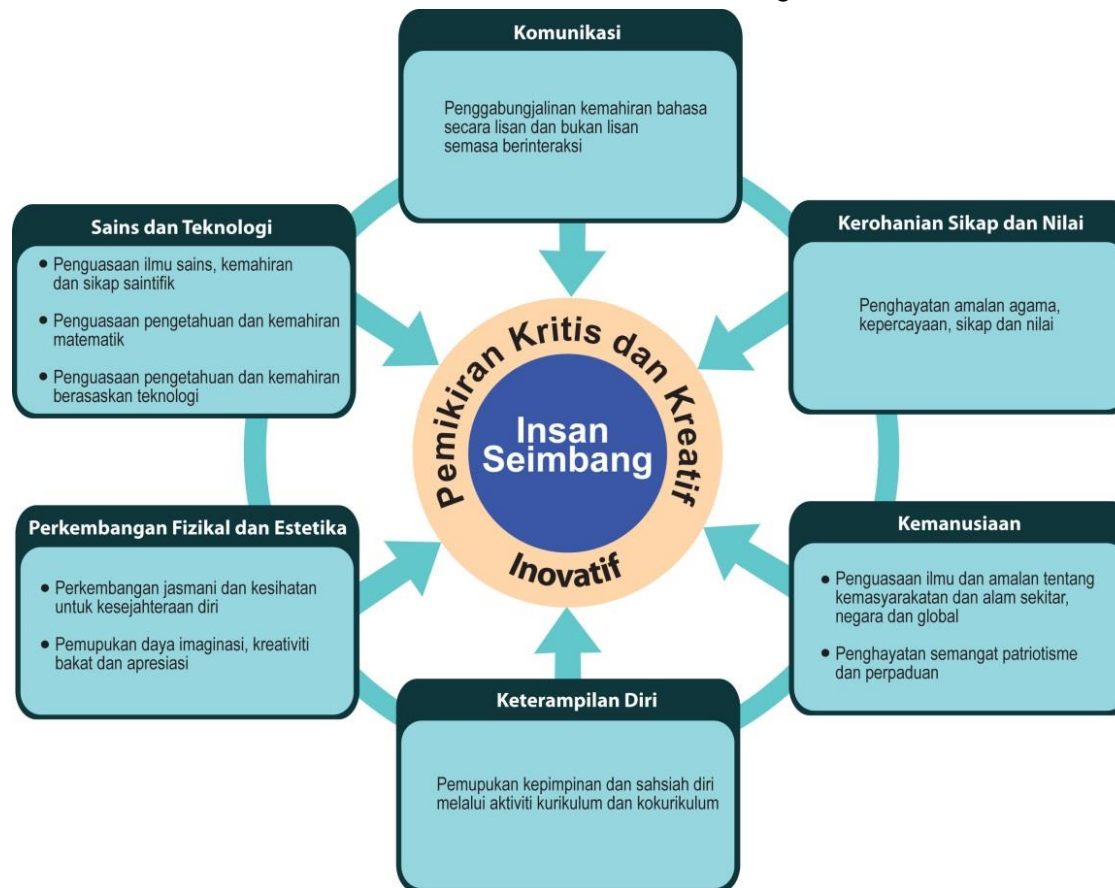 Komunikasi
Penggabungjalinan kemahiran bahasa
secara lisan dan bukan lisan
semasa berinteraksi
Sains dan Teknologi
● Penguasaan ilmu sains, kemahiran
dan sikap saintifik
● Penguasaan pengetahuan dan kemahiran
matematik
● Penguasaan pengetahuan dan kemahiran
berasaskan teknologi
Kerohanian Sikap dan Nilai
Penghayatan amalan agama,
kepercayaan, sikap dan nilai
Pemikiran Kritis dan Kreatif
Insan
Seimbang
Inovatif
Perkembangan Fizikal dan Estetika
● Perkembangan jasmani dan kesihatan
untuk kesejahteraan diri
● Pemupukan daya imaginasi, kreativiti
bakat dan apresiasi
Kemanusiaan
● Penguasaan ilmu dan amalan tentang
kemasyarakatan dan alam sekitar,
negara dan global
● Penghayatan semangat patriotisme
dan perpaduan
Keterampilan Diri
Pemupukan kepimpinan dan sahsiah diri
melalui aktiviti kurikulum dan kokurikulum